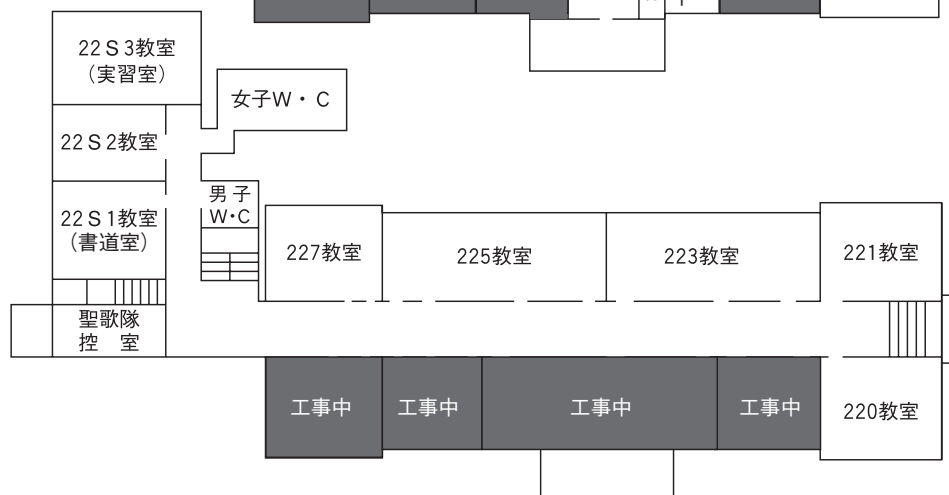 22S3教室
(実習室)
女子W・C
22S2教室
男子
W・C
22S1教室
(書道室)
227教室
225教室
223教室
221教室
聖歌隊
控 室
工事中
工事中
工事中
工事中
220教室